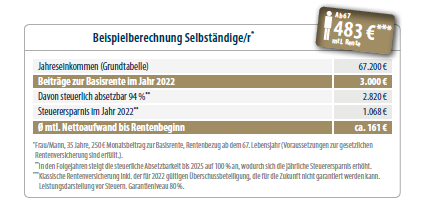 Ab 67
483 €***
mtl. Rente
Beispielberechnung Selbständige/r*
Jahreseinkommen (Grundtabelle) 67.200 €
Beiträge zur Basisrente im Jahr 2022 3.000 €
Davon steuerlich absetzbar 94 %** 2.820 €
Steuerersparnis im Jahr 2022** 1.068 €
Ø mtl. Nettoaufwand bis Rentenbeginn ca. 161 €
*Frau/Mann, 35 Jahre, 250 € Monatsbeitrag zur Basisrente, Rentenbezug ab dem 67. Lebensjahr (Voraussetzungen zur gesetzlichen
Rentenversicherung sind erfüllt.).
**In den Folgejahren steigt die steuerliche Absetzbarkeit bis 2025 auf 100 % an, wodurch sich die jährliche Steuerersparnis erhöht.
***Klassische Rentenversicherung inkl. der für 2022 gültigen Überschussbeteiligung, die für die Zukunft nicht garantiert werden kann.
Leistungsdarstellung vor Steuern. Garantieniveau 80 %.